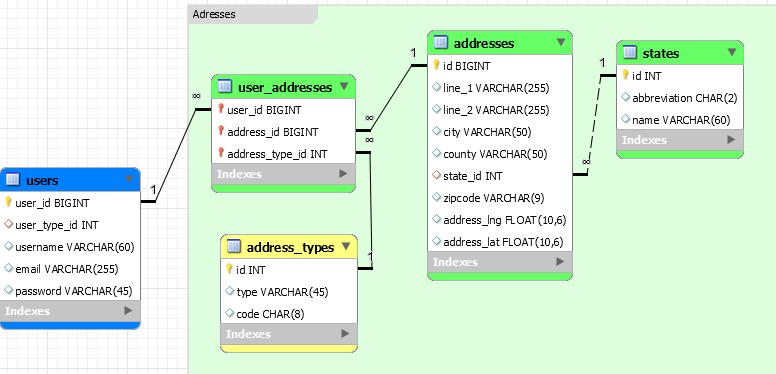 Adresses
users
user_id BIGINT
user_type_id INT
username VARCHAR(60)
email VARCHAR(255)
password VARCHAR(45)
Indexes
1
∞
user_addresses
user_id BIGINT
address_id BIGINT
address_type_id INT
Indexes
∞
∞
1
1
address_types
id INT
type VARCHAR(45)
code CHAR(8)
Indexes
addresses
id BIGINT
line_1 VARCHAR(255)
line_2 VARCHAR(255)
city VARCHAR(50)
county VARCHAR(50)
state_id INT
zipcode VARCHAR(9)
address_lng FLOAT(10,6)
address_lat FLOAT(10,6)
Indexes
∞
1
states
id INT
abbreviation CHAR(2)
name VARCHAR(60)
Indexes